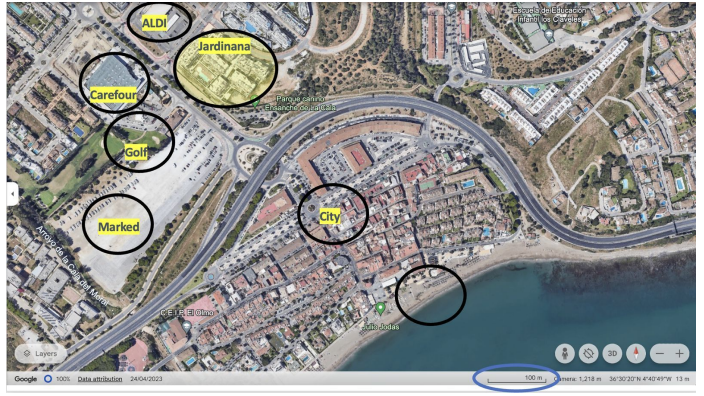 Escuela de Educación
Infantil los Claveles
ALDI
Jardinana
Carefour
Parque canino
Ensanche de La Cala
Golf
Marked
City
Arroyo de la Cala del Moral
C.E.I.P. El Olmo
Julio Jodas
Layers
3D
Google 100% Data attribution 24/04/2023 100 m Camera: 1,218 m 36°30'20"N 4°40'49"W 13 m